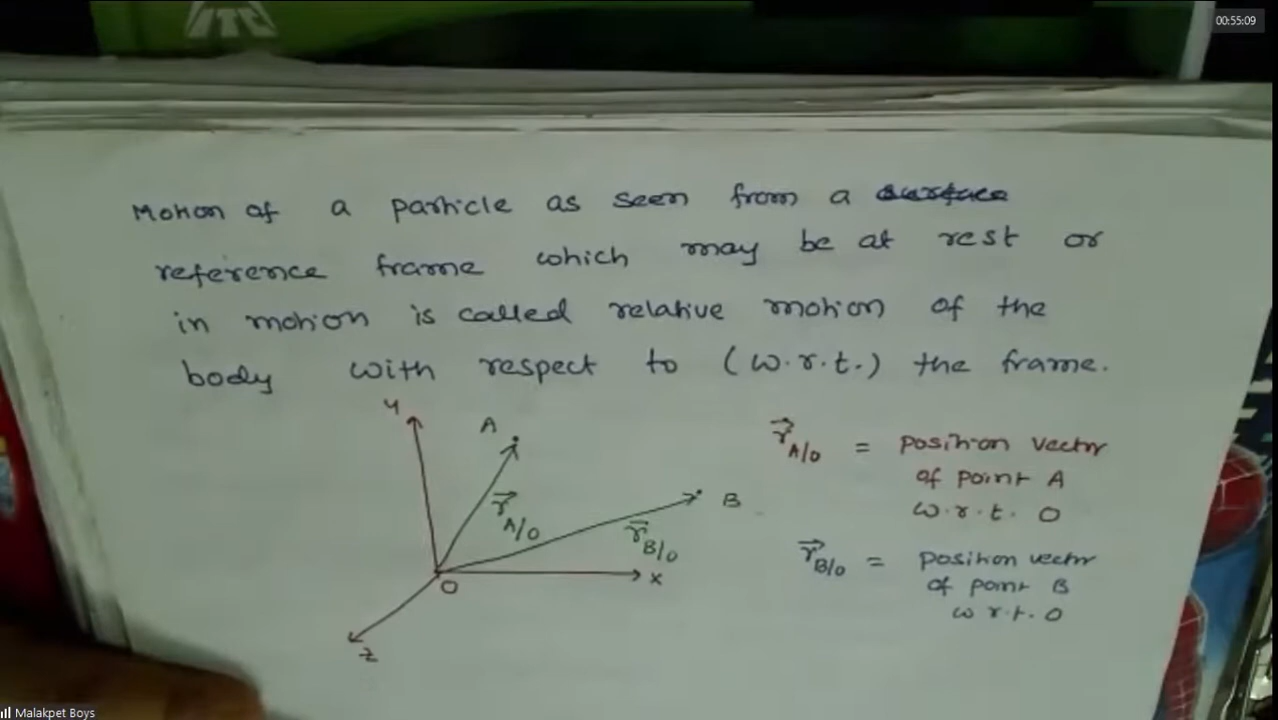 ITC
00:55:09
Motion of a particle as seen from a
reference frame which may be at rest or
in motion is called relative motion of the
body with respect to (w.r.t.) the frame.
y
A
r⃗A/O = position vector
of point A
w.r.t. O
B
r⃗A/O
r⃗B/O
r⃗B/O = position vector
of point B
w r.t. O
O
x
z
Malakpet Boys